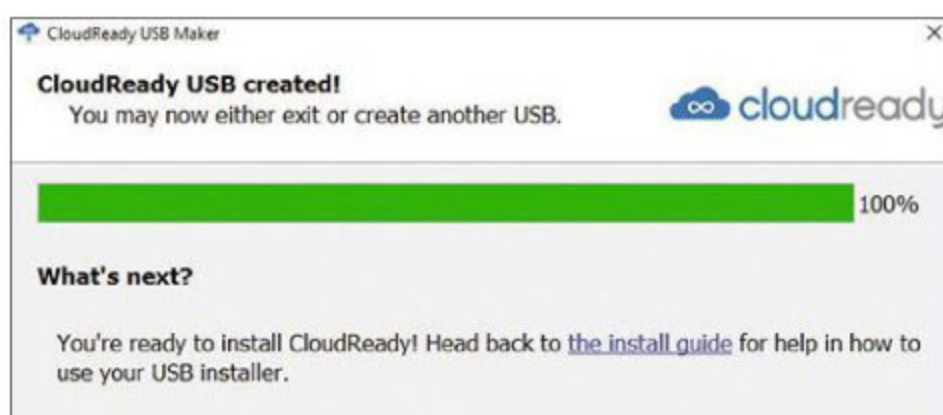 CloudReady USB Maker
CloudReady USB created!
You may now either exit or create another USB.
cloudready
100%
What's next?
You're ready to install CloudReady! Head back to the install guide for help in how to
use your USB installer.